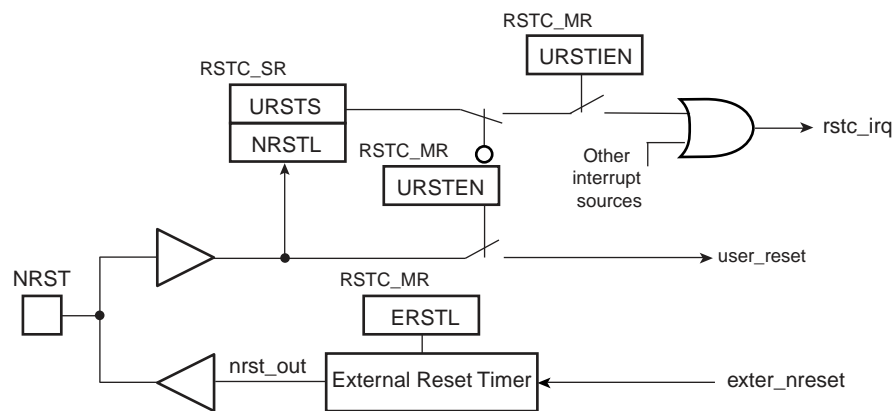 RSTC_MR
URSTIEN
RSTC_SR
URSTS
NRSTL
RSTC_MR
URSTEN
rstc_irq
Other
interrupt
sources
user_reset
NRST
RSTC_MR
ERSTL
nrst_out
External Reset Timer
exter_nreset